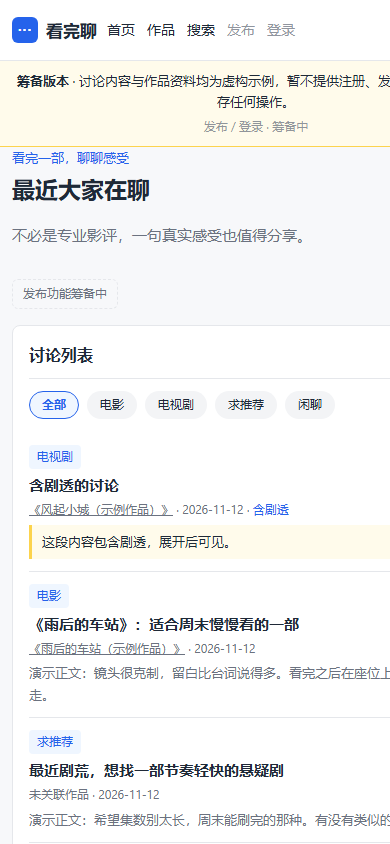 看完聊 首页 作品 搜索 发布 登录
筹备版本 · 讨论内容与作品资料均为虚构示例，暂不提供注册、发
存任何操作。
发布 / 登录 · 筹备中
看完一部，聊聊感受
最近大家在聊
不必是专业影评，一句真实感受也值得分享。
发布功能筹备中
讨论列表
全部 电影 电视剧 求推荐 闲聊
电视剧
含剧透的讨论
《风起小城（示例作品）》 · 2026-11-12 · 含剧透
这段内容包含剧透，展开后可见。
电影
《雨后的车站》：适合周末慢慢看的一部
《雨后的车站（示例作品）》 · 2026-11-12
演示正文：镜头很克制，留白比台词说得多。看完之后在座位上
走。
求推荐
最近剧荒，想找一部节奏轻快的悬疑剧
未关联作品 · 2026-11-12
演示正文：希望集数别太长，周末能刷完的那种。有没有类似的